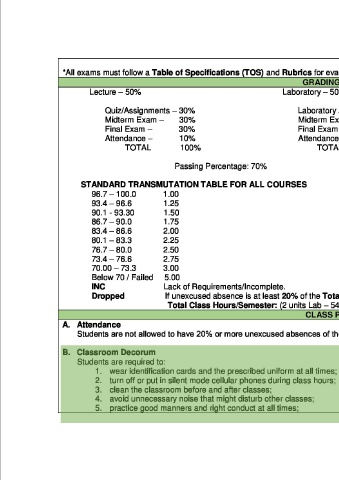 *All exams must follow a Table of Specifications (TOS) and Rubrics for eva
GRADING
Lecture – 50% Laboratory – 50
Quiz/Assignments – 30% Laboratory
Midterm Exam – 30% Midterm Ex
Final Exam – 30% Final Exam
Attendance – 10% Attendance
TOTAL 100% TOTA
Passing Percentage: 70%
STANDARD TRANSMUTATION TABLE FOR ALL COURSES
96.7 – 100.0 1.00
93.4 – 96.6 1.25
90.1 - 93.30 1.50
86.7 – 90.0 1.75
83.4 – 86.6 2.00
80.1 – 83.3 2.25
76.7 – 80.0 2.50
73.4 – 76.6 2.75
70.00 – 73.3 3.00
Below 70 / Failed 5.00
INC Lack of Requirements/Incomplete.
Dropped If unexcused absence is at least 20% of the Tota
Total Class Hours/Semester: (2 units Lab – 54
CLASS P
A. Attendance
Students are not allowed to have 20% or more unexcused absences of th
B. Classroom Decorum
Students are required to:
1. wear identification cards and the prescribed uniform at all times;
2. turn off or put in silent mode cellular phones during class hours;
3. clean the classroom before and after classes;
4. avoid unnecessary noise that might disturb other classes;
5. practice good manners and right conduct at all times;